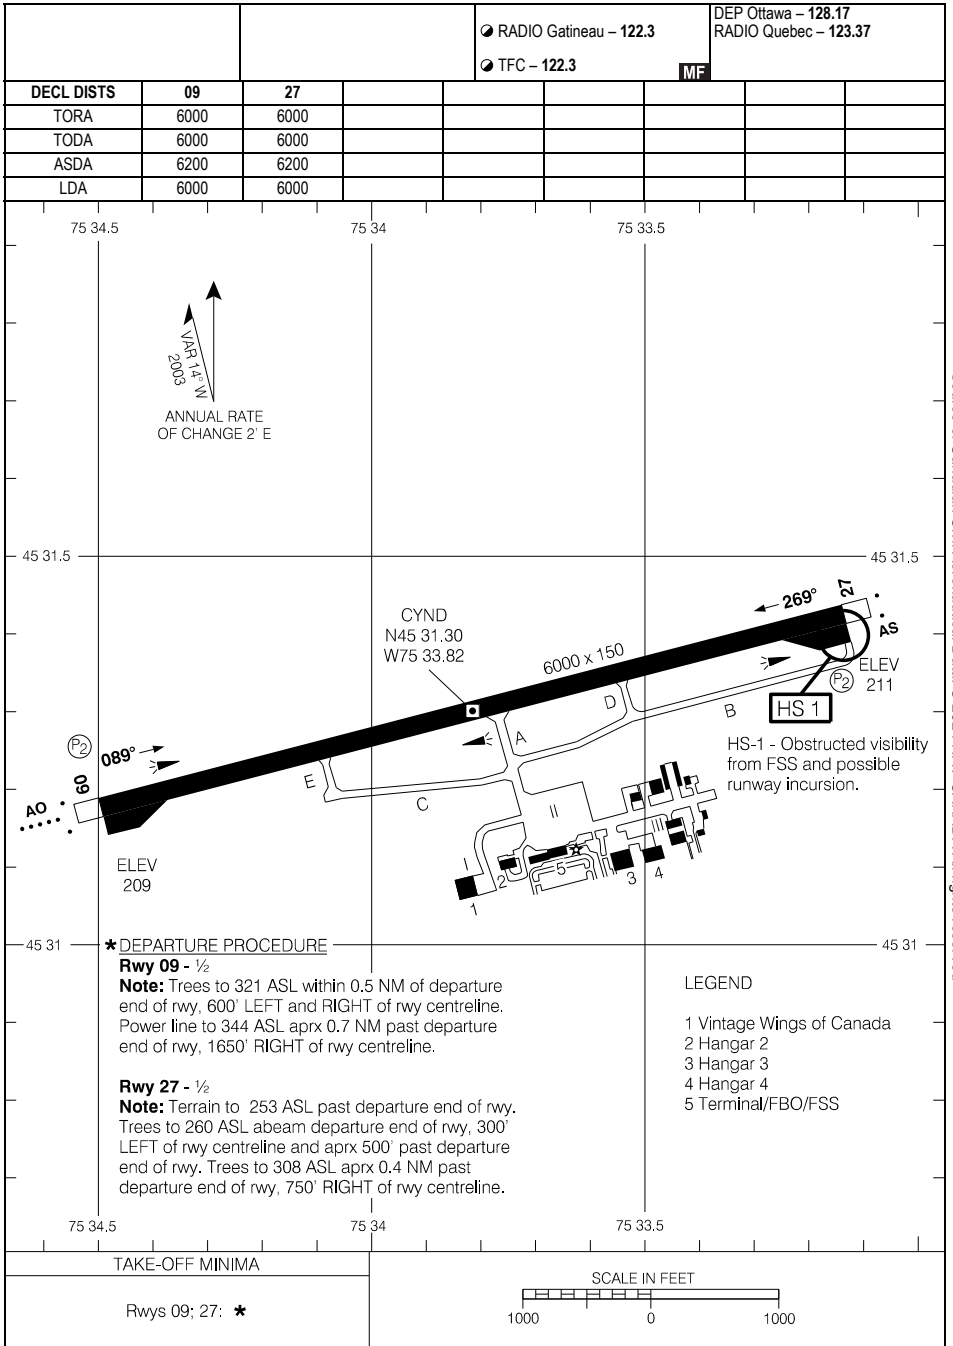 RADIO Gatineau – 122.3
TFC – 122.3
MF
DEP Ottawa – 128.17
RADIO Quebec – 123.37
DECL DISTS 09 27
TORA 6000 6000
TODA 6000 6000
ASDA 6200 6200
LDA 6000 6000
75 34.5 75 34 75 33.5
VAR 14° W
2003
ANNUAL RATE
OF CHANGE 2' E
45 31.5 45 31.5
CYND
N45 31.30
W75 33.82
6000 x 150
269°
27
AS
ELEV
211
P2
HS 1
HS-1 - Obstructed visibility
from FSS and possible
runway incursion.
P2
089°
09
AO
ELEV
209
A
B
C
D
E
I
II
III
1
2
3
4
5
45 31 45 31
*DEPARTURE PROCEDURE
Rwy 09 - ½
Note: Trees to 321 ASL within 0.5 NM of departure
end of rwy, 600' LEFT and RIGHT of rwy centreline.
Power line to 344 ASL aprx 0.7 NM past departure
end of rwy, 1650' RIGHT of rwy centreline.
Rwy 27 - ½
Note: Terrain to 253 ASL past departure end of rwy.
Trees to 260 ASL abeam departure end of rwy, 300'
LEFT of rwy centreline and aprx 500' past departure
end of rwy. Trees to 308 ASL aprx 0.4 NM past
departure end of rwy, 750' RIGHT of rwy centreline.
LEGEND
1 Vintage Wings of Canada
2 Hangar 2
3 Hangar 3
4 Hangar 4
5 Terminal/FBO/FSS
75 34.5 75 34 75 33.5
TAKE-OFF MINIMA
Rwys 09; 27: *
SCALE IN FEET
1000 0 1000